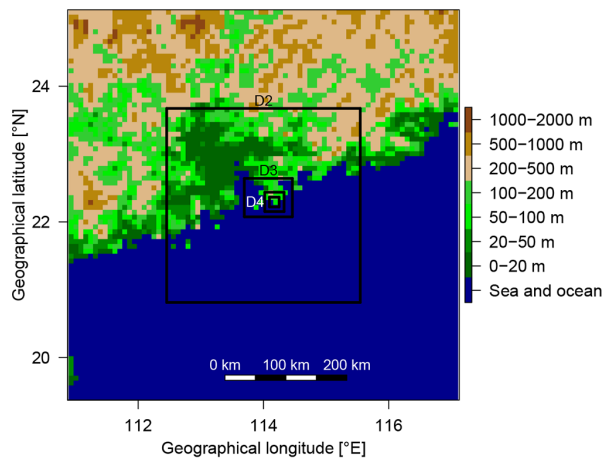 Geographical latitude [°N]
24
22
20
D2
D3
D4
0 km 100 km 200 km
112 114 116
Geographical longitude [°E]
1000−2000 m
500−1000 m
200−500 m
100−200 m
50−100 m
20−50 m
0−20 m
Sea and ocean